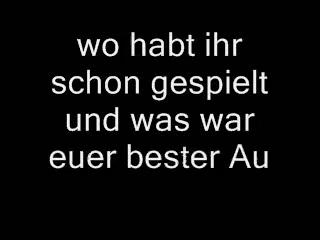 wo habt ihr
schon gespielt
und was war
euer bester Au